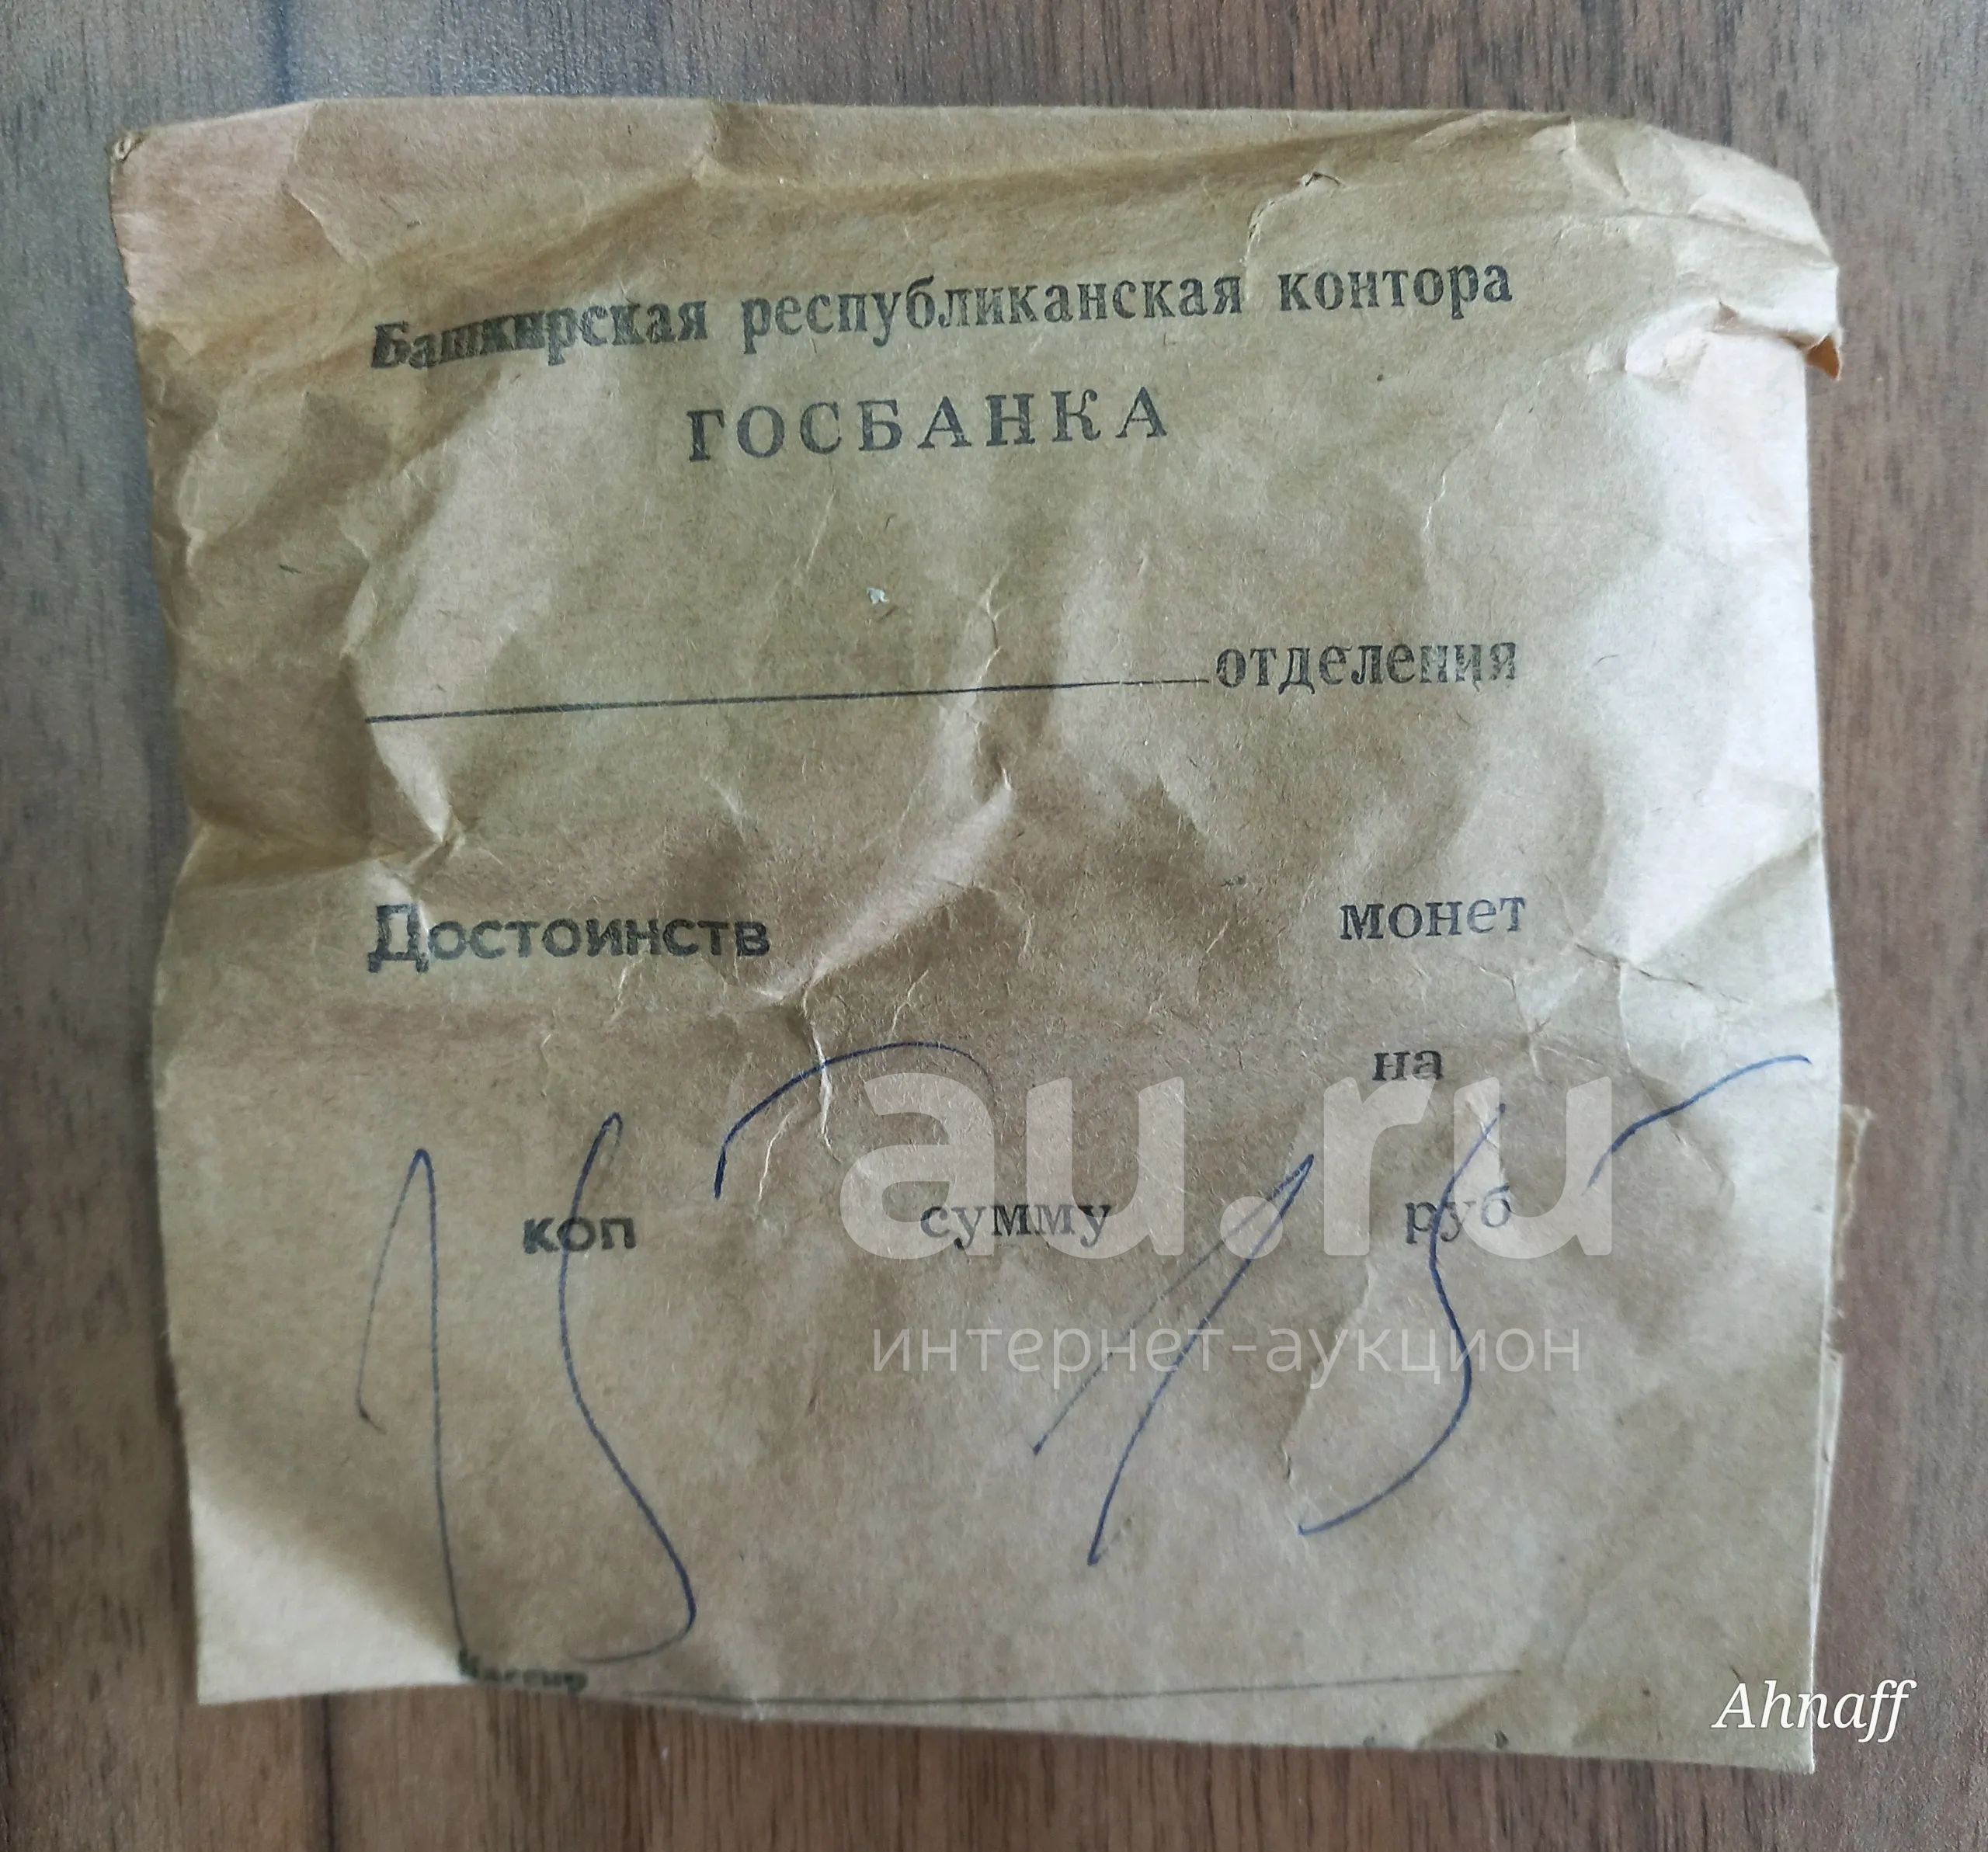 Башкирская республиканская контора
ГОСБАНКА
отделения
Достоинств монет
на
коп сумму руб
15 15
au.ru
интернет-аукцион
Ahnaff